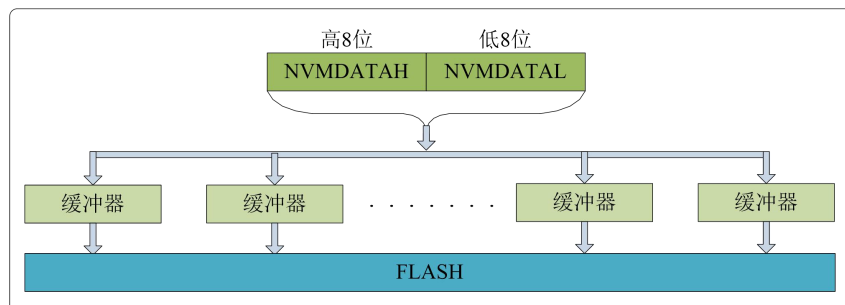 高8位 低8位
NVMDATAH NVMDATAL
缓冲器 缓冲器 . . . . . . . 缓冲器 缓冲器
FLASH